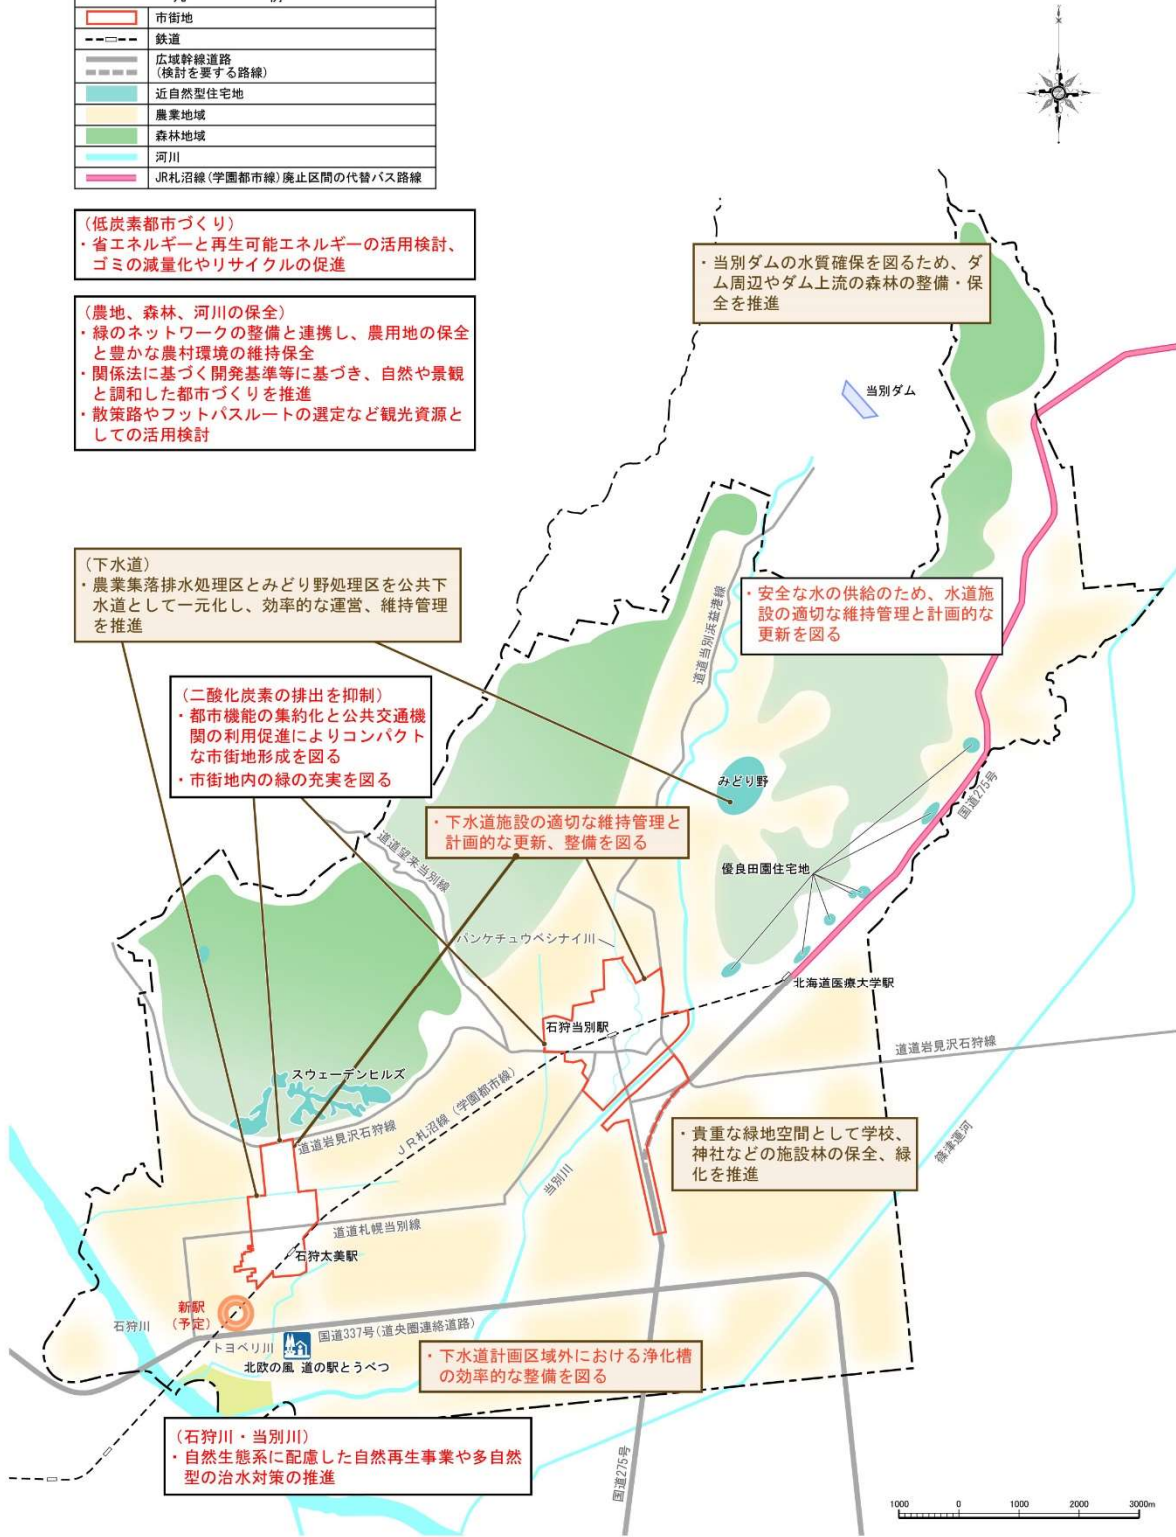 市街地
鉄道
広域幹線道路
(検討を要する路線)
近自然型住宅地
農業地域
森林地域
河川
JR札沼線(学園都市線)廃止区間の代替バス路線
(低炭素都市づくり)
・省エネルギーと再生可能エネルギーの活用検討、
ゴミの減量化やリサイクルの促進
(農地、森林、河川の保全)
・緑のネットワークの整備と連携し、農用地の保全
と豊かな農村環境の維持保全
・関係法に基づく開発基準等に基づき、自然や景観
と調和した都市づくりを推進
・散策路やフットパスルートの選定など観光資源と
しての活用検討
・当別ダムの水質確保を図るため、ダ
ム周辺やダム上流の森林の整備・保
全を推進
当別ダム
(下水道)
・農業集落排水処理区とみどり野処理区を公共下
水道として一元化し、効率的な運営、維持管理
を推進
・安全な水の供給のため、水道施
設の適切な維持管理と計画的な
更新を図る
道道当別浜益港線
(二酸化炭素の排出を抑制)
・都市機能の集約化と公共交通機
関の利用促進によりコンパクト
な市街地形成を図る
・市街地内の緑の充実を図る
みどり野
国道275号
・下水道施設の適切な維持管理と
計画的な更新、整備を図る
道道望来当別線
優良田園住宅地
パンケチュウベシナイ川
北海道医療大学駅
石狩当別駅
道道岩見沢石狩線
スウェーデンヒルズ
JR札沼線(学園都市線)
道道岩見沢石狩線
・貴重な緑地空間として学校、
神社などの施設林の保全、緑
化を推進
篠津運河
当別川
道道札幌当別線
石狩太美駅
新駅
(予定)
石狩川
トヨベリ川
国道337号(道央圏連絡道路)
北欧の風 道の駅とうべつ
・下水道計画区域外における浄化槽
の効率的な整備を図る
(石狩川・当別川)
・自然生態系に配慮した自然再生事業や多自然
型の治水対策の推進
国道275号
1000 0 1000 2000 3000m